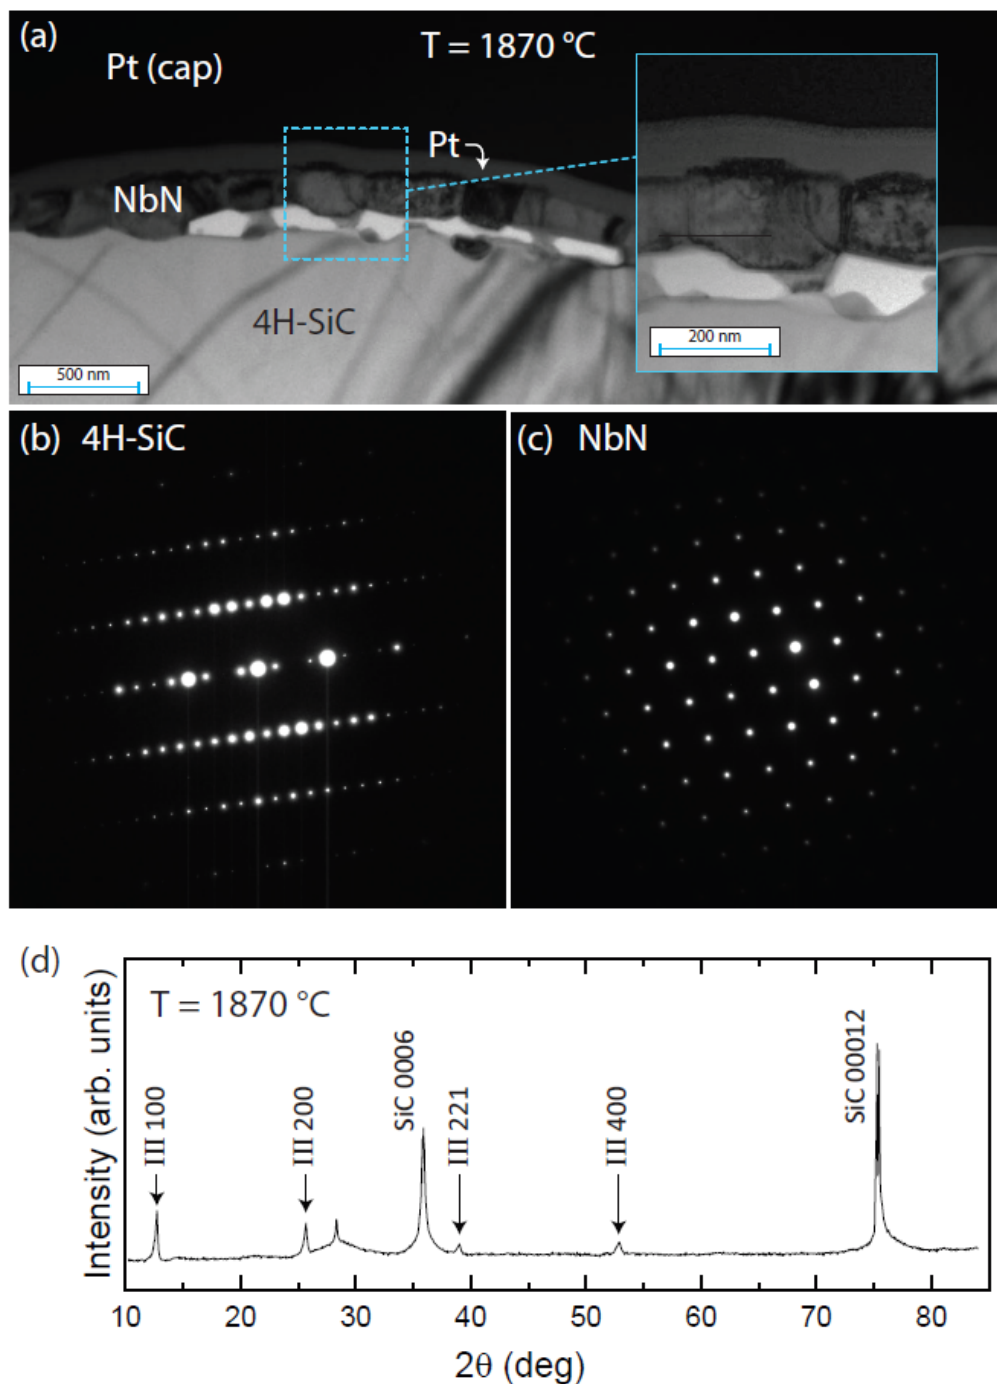 (a)
T = 1870 ℃
Pt (cap)
Pt
NbN
4H-SiC
500 nm
200 nm
(b) 4H-SiC
(c) NbN
(d)
T = 1870 °C
III 100
III 200
SiC 0006
III 221
III 400
SiC 00012
Intensity (arb. units)
10 20 30 40 50 60 70 80
2θ (deg)